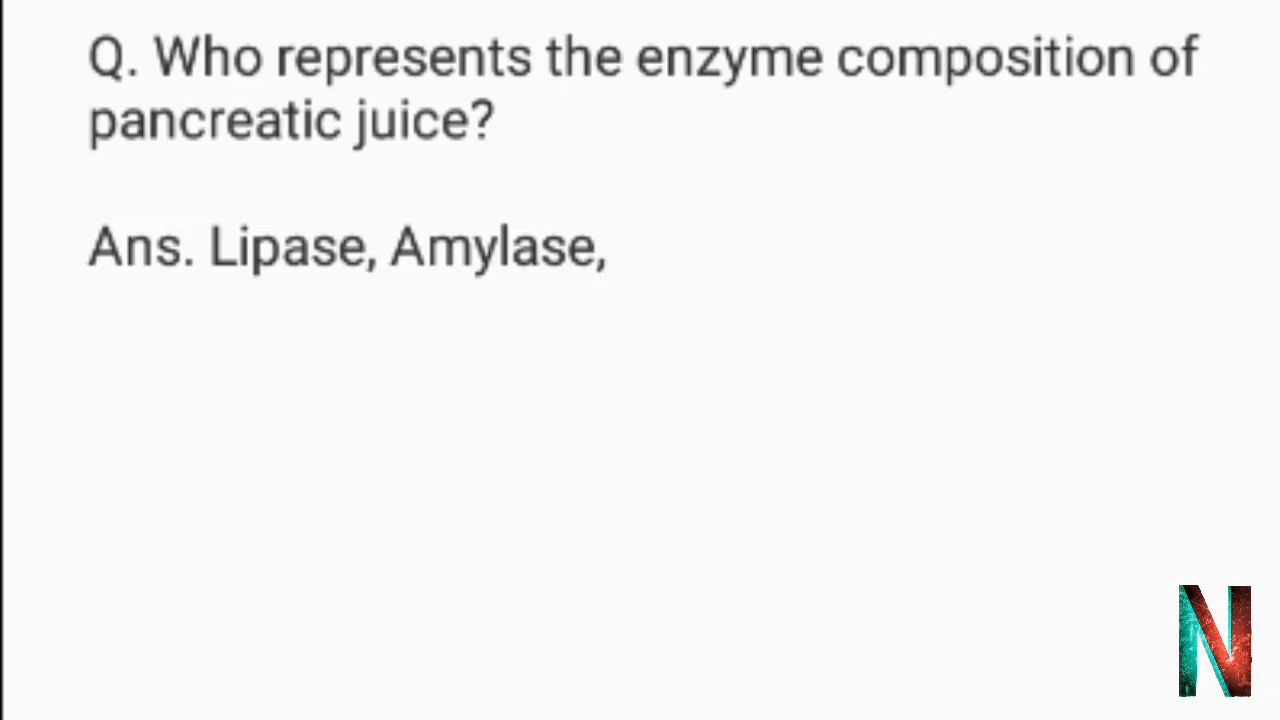 Q. Who represents the enzyme composition of
pancreatic juice?
Ans. Lipase, Amylase,
N